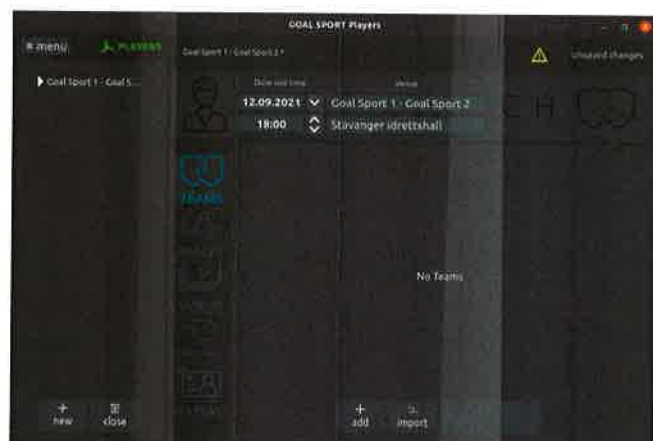 GOAL SPORT Players
≡ menu
PLAYERS
Goal Sport 1 - Goal Sport 2 *
Unsaved changes
Goal Sport 1 - Goal S...
Date and time
Venue
12.09.2021
Goal Sport 1 - Goal Sport 2
18:00
Stavanger idrettshall
TEAMS
No Teams
+ new
close
+ add
import